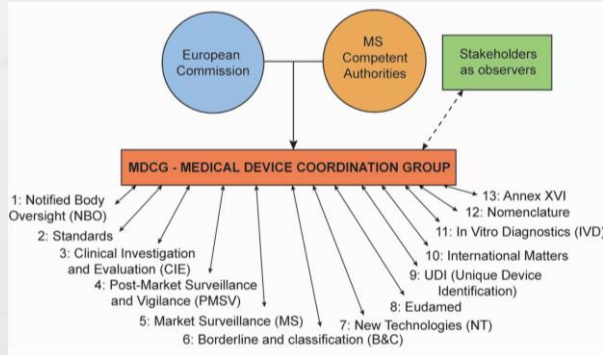 European
Commission
MS
Competent
Authorities
Stakeholders
as observers
MDCG - MEDICAL DEVICE COORDINATION GROUP
1: Notified Body
Oversight (NBO)
2: Standards
3: Clinical Investigation
and Evaluation (CIE)
4: Post-Market Surveillance
and Vigilance (PMSV)
5: Market Surveillance (MS)
6: Borderline and classification (B&C)
7: New Technologies (NT)
8: Eudamed
9: UDI (Unique Device
Identification)
10: International Matters
11: In Vitro Diagnostics (IVD)
12: Nomenclature
13: Annex XVI